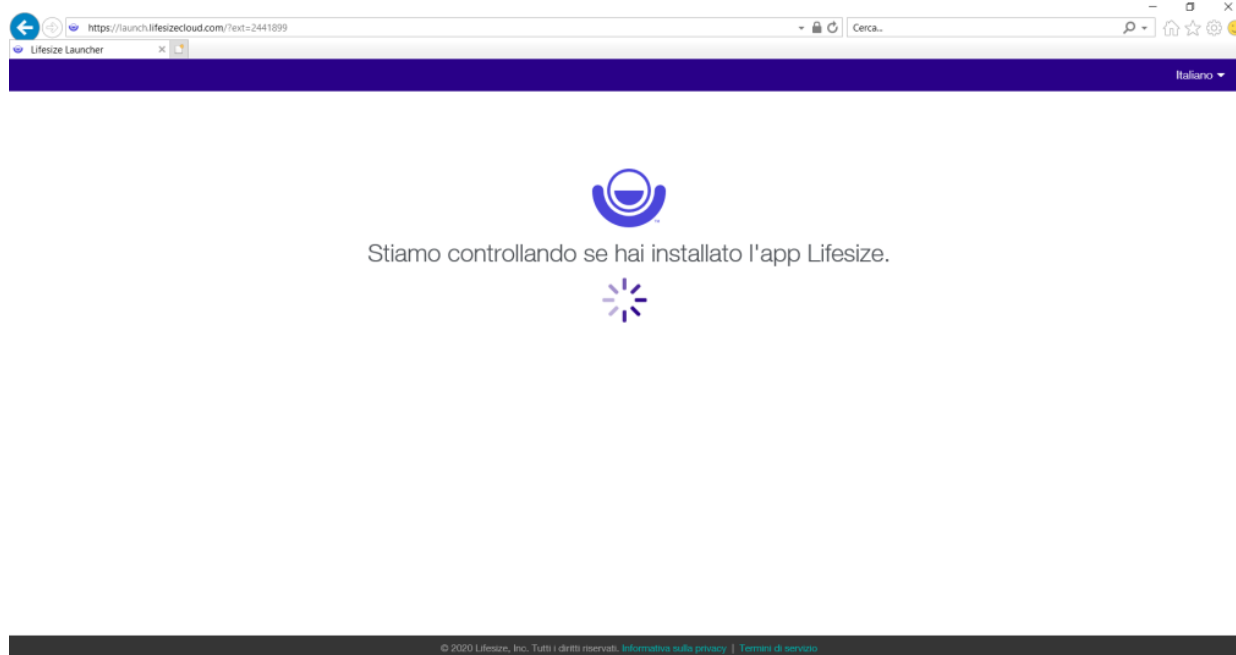 https://launch.lifesizecloud.com/?ext=2441899
Cerca...
Lifesize Launcher
Italiano
Stiamo controllando se hai installato l'app Lifesize.
© 2020 Lifesize, Inc. Tutti i diritti riservati. Informativa sulla privacy | Termini di servizio